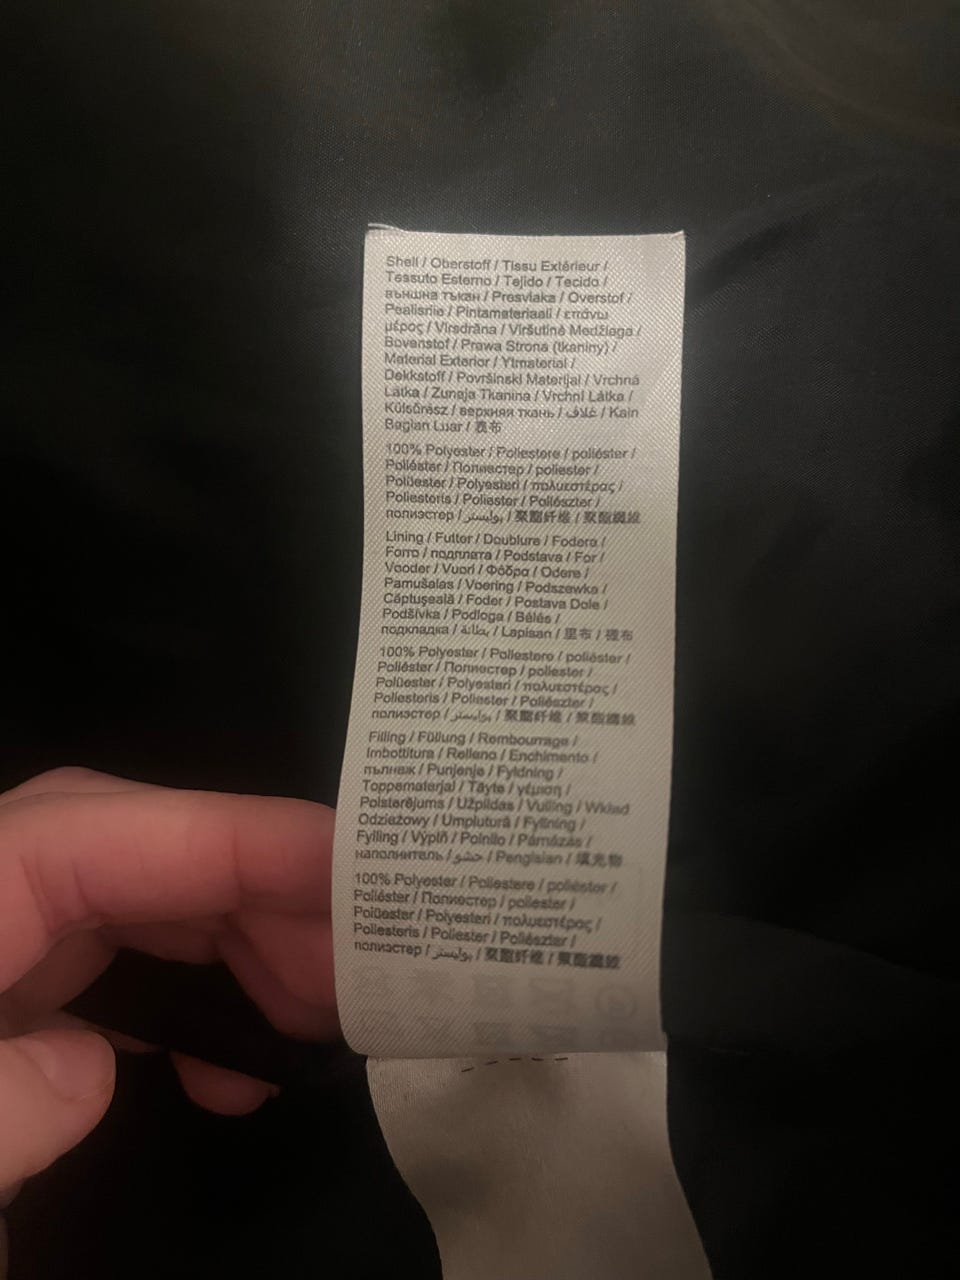 Shell / Oberstoff / Tissu Extérieur /
Tessuto Esterno / Tejido / Tecido /
външна тъкан / Presvlaka / Overstof /
Pealisriie / Pintamateriaali / επάνω
μέρος / Virsdrāna / Viršutinė Medžiaga /
Bovenstof / Prawa Strona (tkaniny) /
Material Exterior / Ytmaterial /
Dekkstoff / Površinski Materijal / Vrchná
Látka / Zunaja Tkanina / Vrchní Látka /
Külsőrész / верхняя ткань / غلاف / Kain
Bagian Luar / 表布
100% Polyester / Poliestere / poliéster /
Poliéster / Полиестер / poliester /
Polüester / Polyesteri / πολυεστέρας /
Poliesteris / Poliester / Poliészter /
полиэстер / بوليستر / 聚酯纤维 / 聚酯纖維
Lining / Futter / Doublure / Fodera /
Forro / подплата / Podstava / For /
Vooder / Vuori / Φόδρα / Odere /
Pamušalas / Voering / Podszewka /
Căptuşeală / Foder / Postava Dole /
Podšívka / Podloga / Bélés /
подкладка / بطانة / Lapisan / 里布 / 裡布
100% Polyester / Poliestere / poliéster /
Poliéster / Полиестер / poliester /
Polüester / Polyesteri / πολυεστέρας /
Poliesteris / Poliester / Poliészter /
полиэстер / بوليستر / 聚酯纤维 / 聚酯纖維
Filling / Füllung / Rembourrage /
Imbottitura / Relleno / Enchimento /
пълнеж / Punjenje / Fyldning /
Toppematerjal / Täyte / γέμιση /
Polsterējums / Užpildas / Vulling / Wkład
Odzieżowy / Umplutură / Fyllning /
Fylling / Výplň / Polnilo / Párnázás /
наполнитель / حشو / Pengisian / 填充物
100% Polyester / Poliestere / poliéster /
Poliéster / Полиестер / poliester /
Polüester / Polyesteri / πολυεστέρας /
Poliesteris / Poliester / Poliészter /
полиэстер / بوليستر / 聚酯纤维 / 聚酯纖維